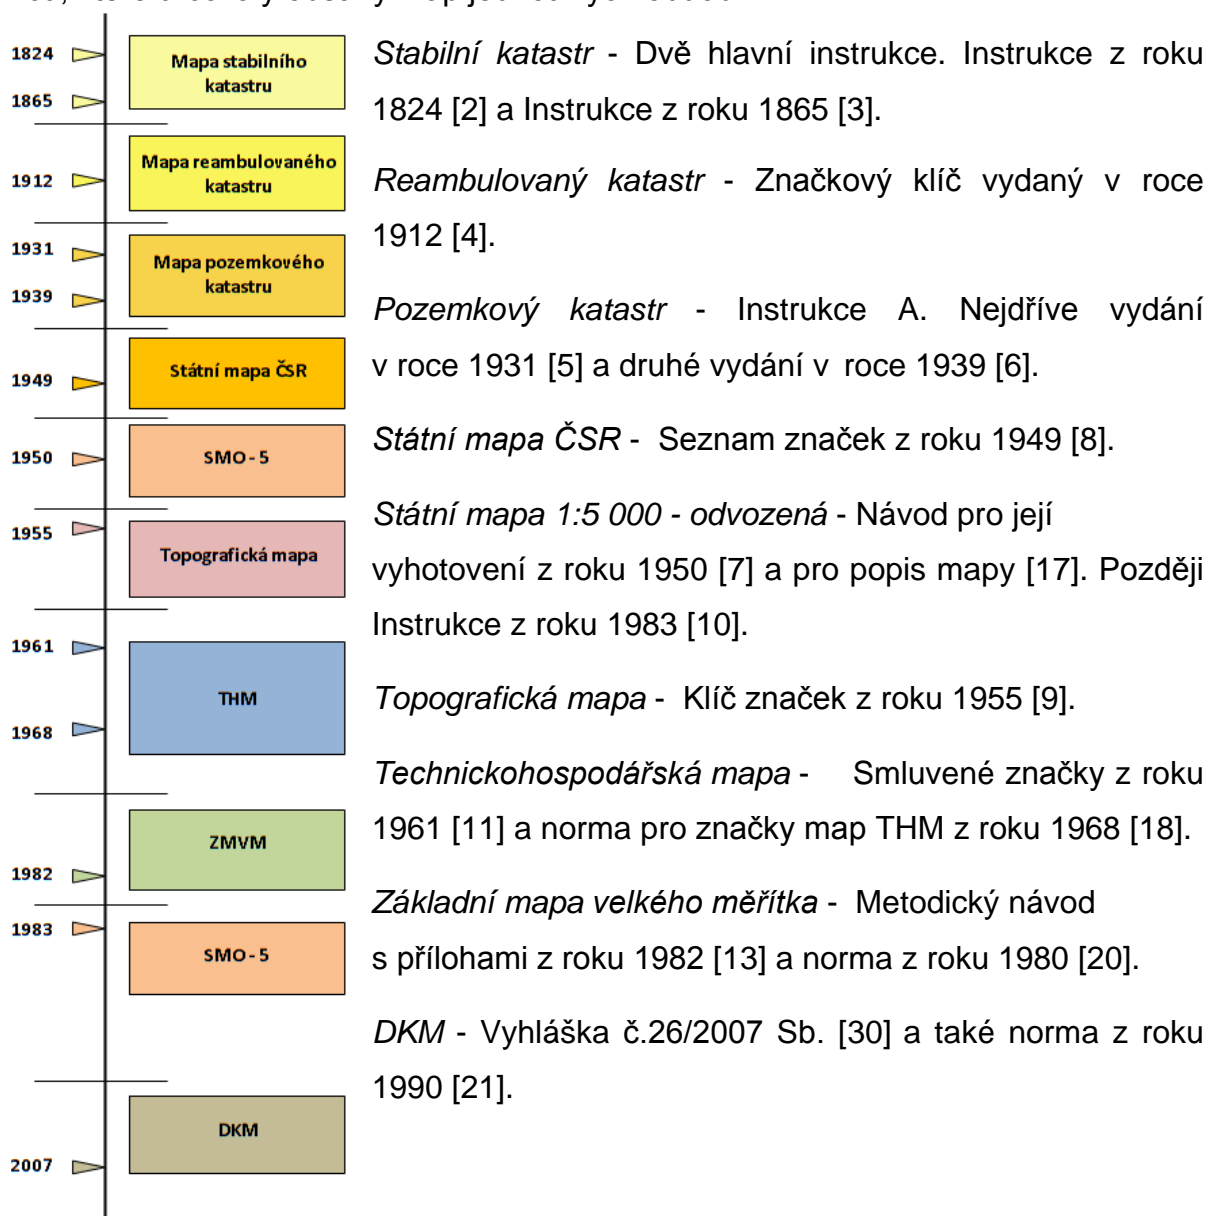 1824
Mapa stabilního
katastru
1865
Mapa reambulovaného
katastru
1912
1931
Mapa pozemkového
katastru
1939
Státní mapa ČSR
1949
SMO - 5
1950
1955
Topografická mapa
1961
THM
1968
ZMVM
1982
1983
SMO - 5
DKM
2007
Stabilní katastr - Dvě hlavní instrukce. Instrukce z roku
1824 [2] a Instrukce z roku 1865 [3].
Reambulovaný katastr - Značkový klíč vydaný v roce
1912 [4].
Pozemkový katastr - Instrukce A. Nejdříve vydání
v roce 1931 [5] a druhé vydání v roce 1939 [6].
Státní mapa ČSR - Seznam značek z roku 1949 [8].
Státní mapa 1:5 000 - odvozená - Návod pro její
vyhotovení z roku 1950 [7] a pro popis mapy [17]. Později
Instrukce z roku 1983 [10].
Topografická mapa - Klíč značek z roku 1955 [9].
Technickohospodářská mapa - Smluvené značky z roku
1961 [11] a norma pro značky map THM z roku 1968 [18].
Základní mapa velkého měřítka - Metodický návod
s přílohami z roku 1982 [13] a norma z roku 1980 [20].
DKM - Vyhláška č.26/2007 Sb. [30] a také norma z roku
1990 [21].